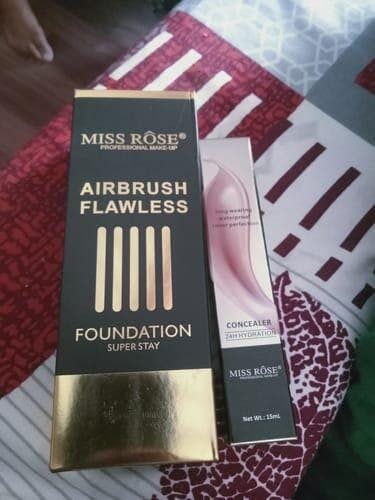 MISS RÔSE®
PROFESSIONAL MAKE-UP
AIRBRUSH
FLAWLESS
FOUNDATION
SUPER STAY
long-wearing
waterproof
cover perfection
CONCEALER
24H HYDRATION
MISS RÔSE®
PROFESSIONAL MAKE-UP
Net Wt.: 15mL